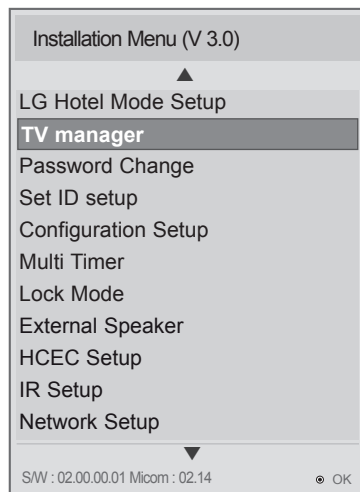 Installation Menu (V 3.0)
LG Hotel Mode Setup
TV manager
Password Change
Set ID setup
Configuration Setup
Multi Timer
Lock Mode
External Speaker
HCEC Setup
IR Setup
Network Setup
S/W : 02.00.00.01 Micom : 02.14 OK